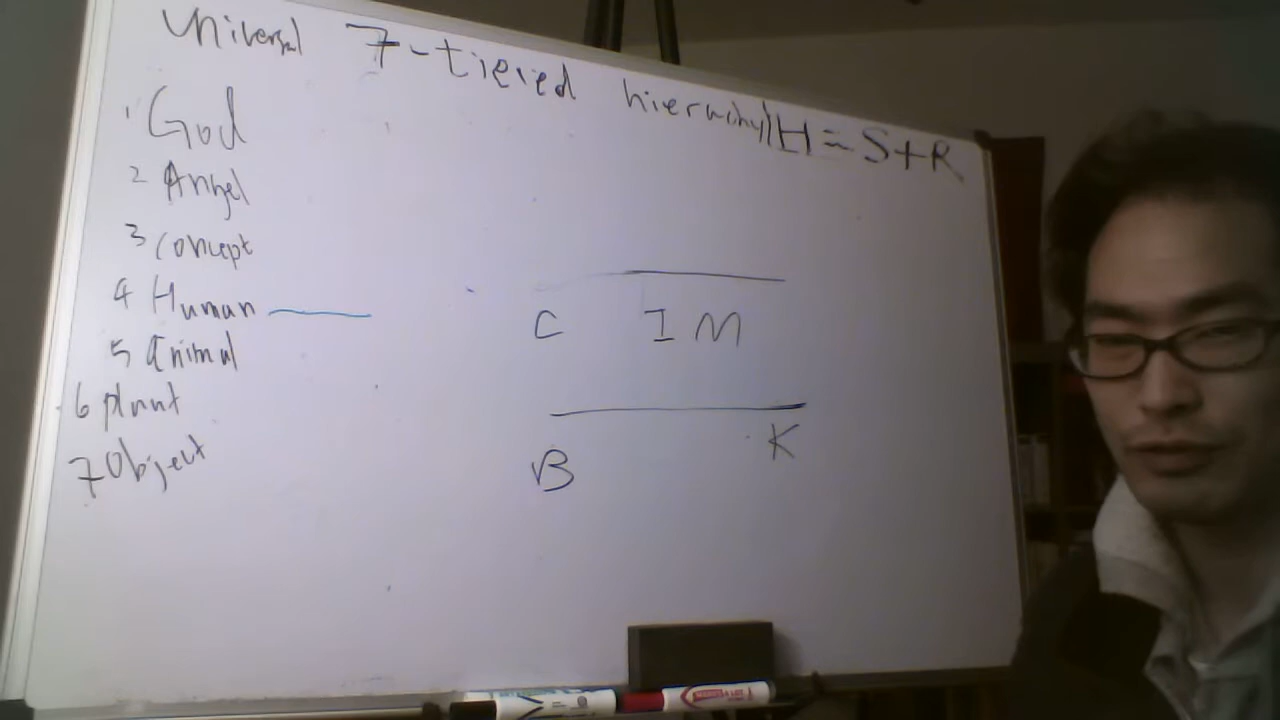 Universal 7-tiered hierarchy H = S+R
1 God
2 Angel
3 concept
4 Human
5 Animal
6 plant
7 Object
C I M
B K